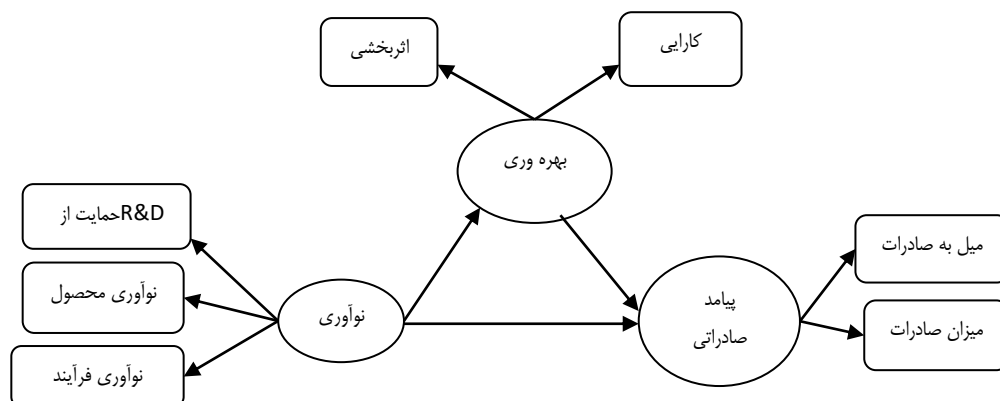 کارایی
اثربخشی
بهره وری
حمایت از R&D
میل به صادرات
نوآوری محصول
پیامد
صادراتی
نوآوری
میزان صادرات
نوآوری فرآیند